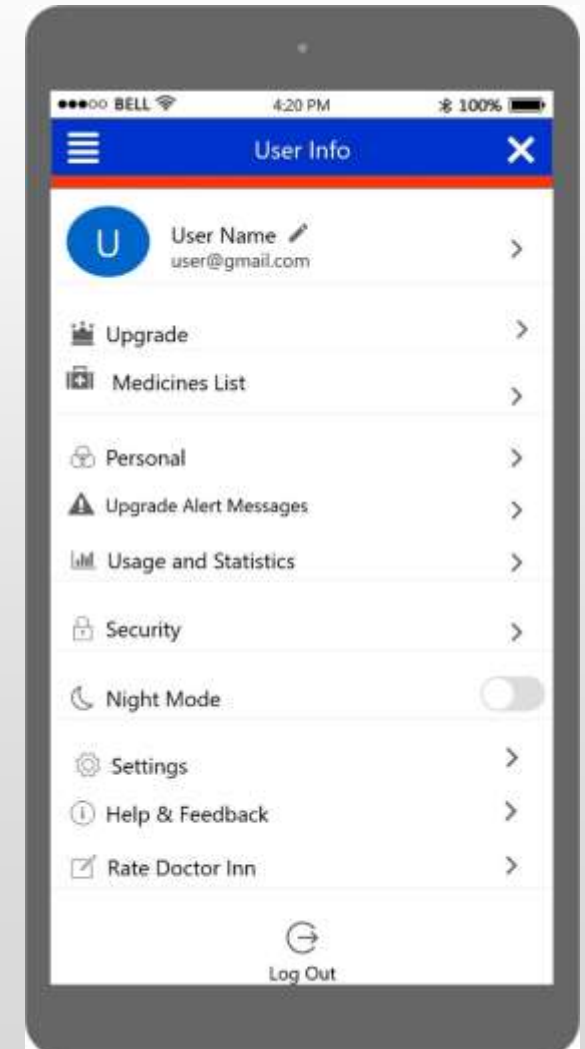 BELL 4:20 PM 100%
User Info
U
User Name
user@gmail.com
Upgrade
Medicines List
Personal
Upgrade Alert Messages
Usage and Statistics
Security
Night Mode
Settings
Help & Feedback
Rate Doctor Inn
Log Out